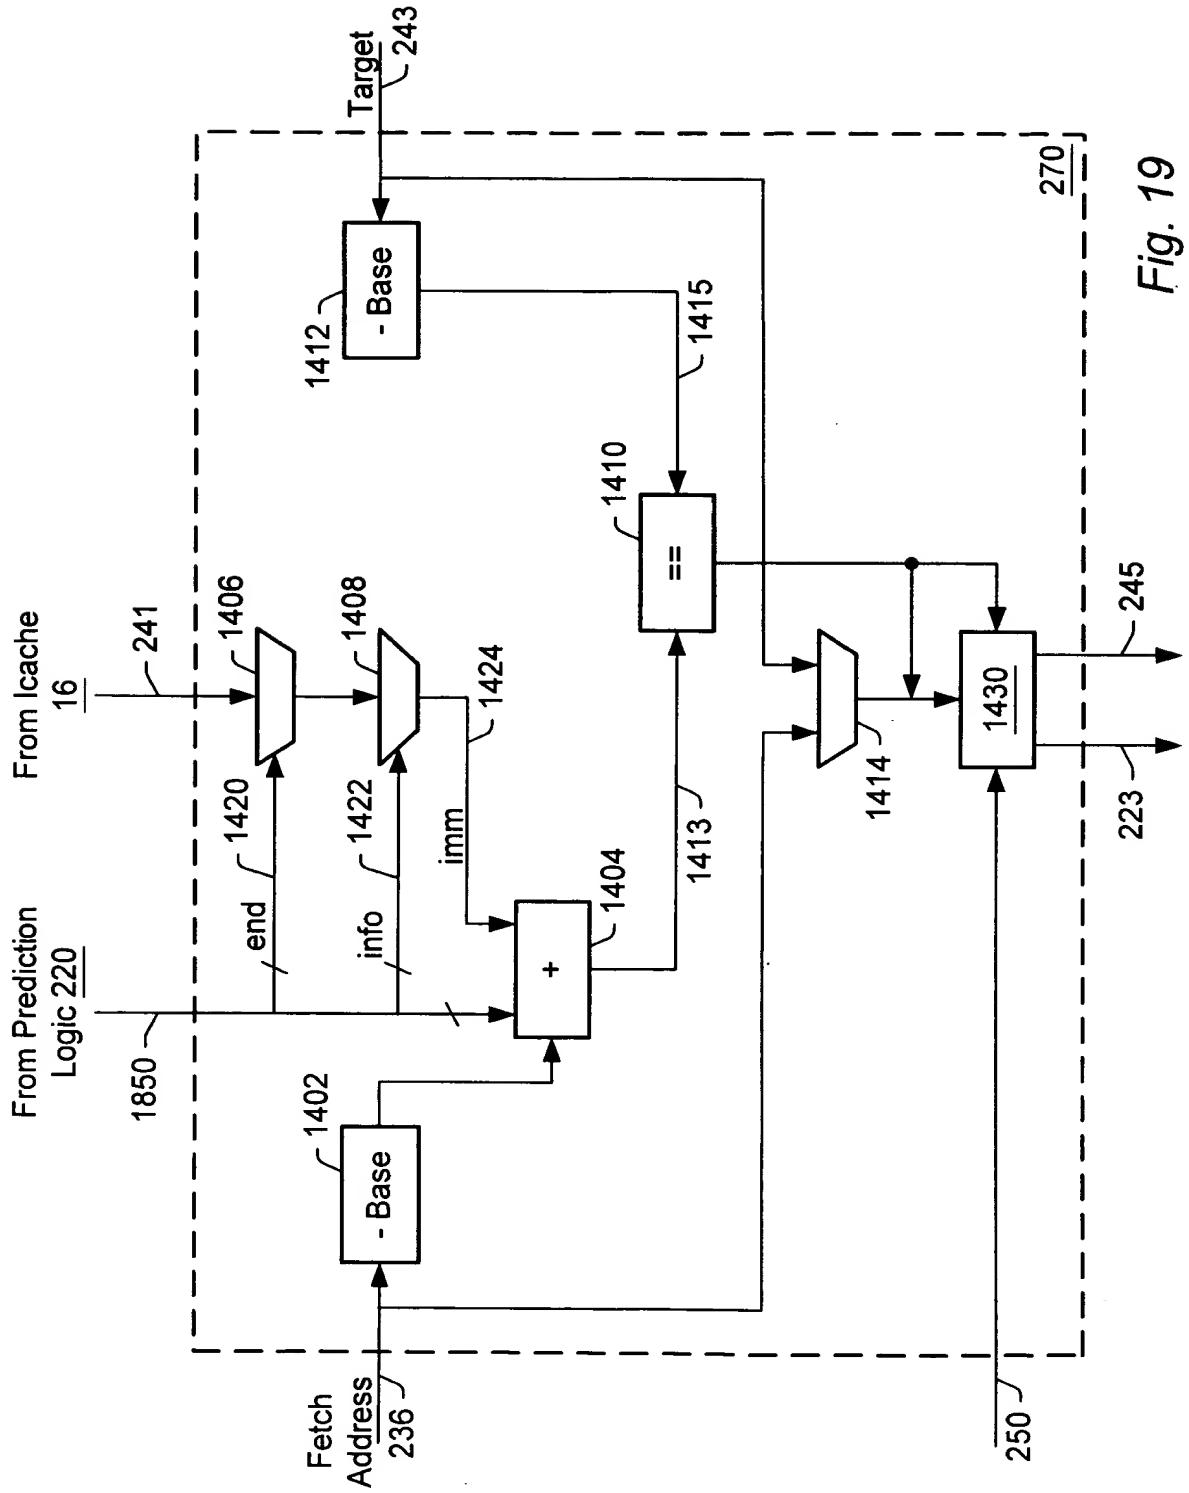 From Prediction
Logic 220
1850
From Icache
16
241
end
1420
1406
info
1422
1408
imm
1424
Fetch
Address
236
- Base
1402
+
1404
1413
==
1410
1415
- Base
1412
Target
243
1414
1430
250
223
245
270
Fig. 19